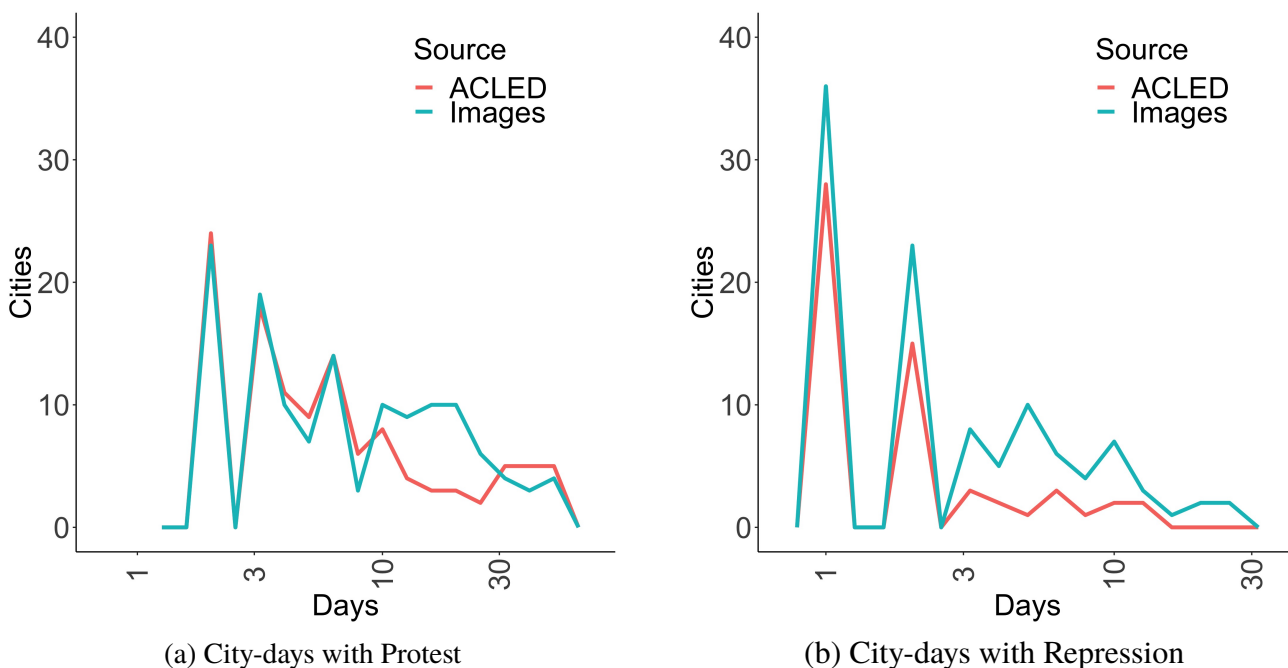 40
30
20
10
0
Cities
Source
ACLED
Images
1
3
10
30
Days
(a) City-days with Protest
40
30
20
10
0
Cities
Source
ACLED
Images
1
3
10
30
Days
(b) City-days with Repression